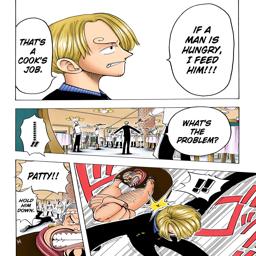 IF A
MAN IS
HUNGRY,
I FEED
HIM!!!
THAT'S
A
COOK'S
JOB.
WHAT'S
THE
PROBLEM?
!!
PATTY!!
HOLD
HIM
DOWN.